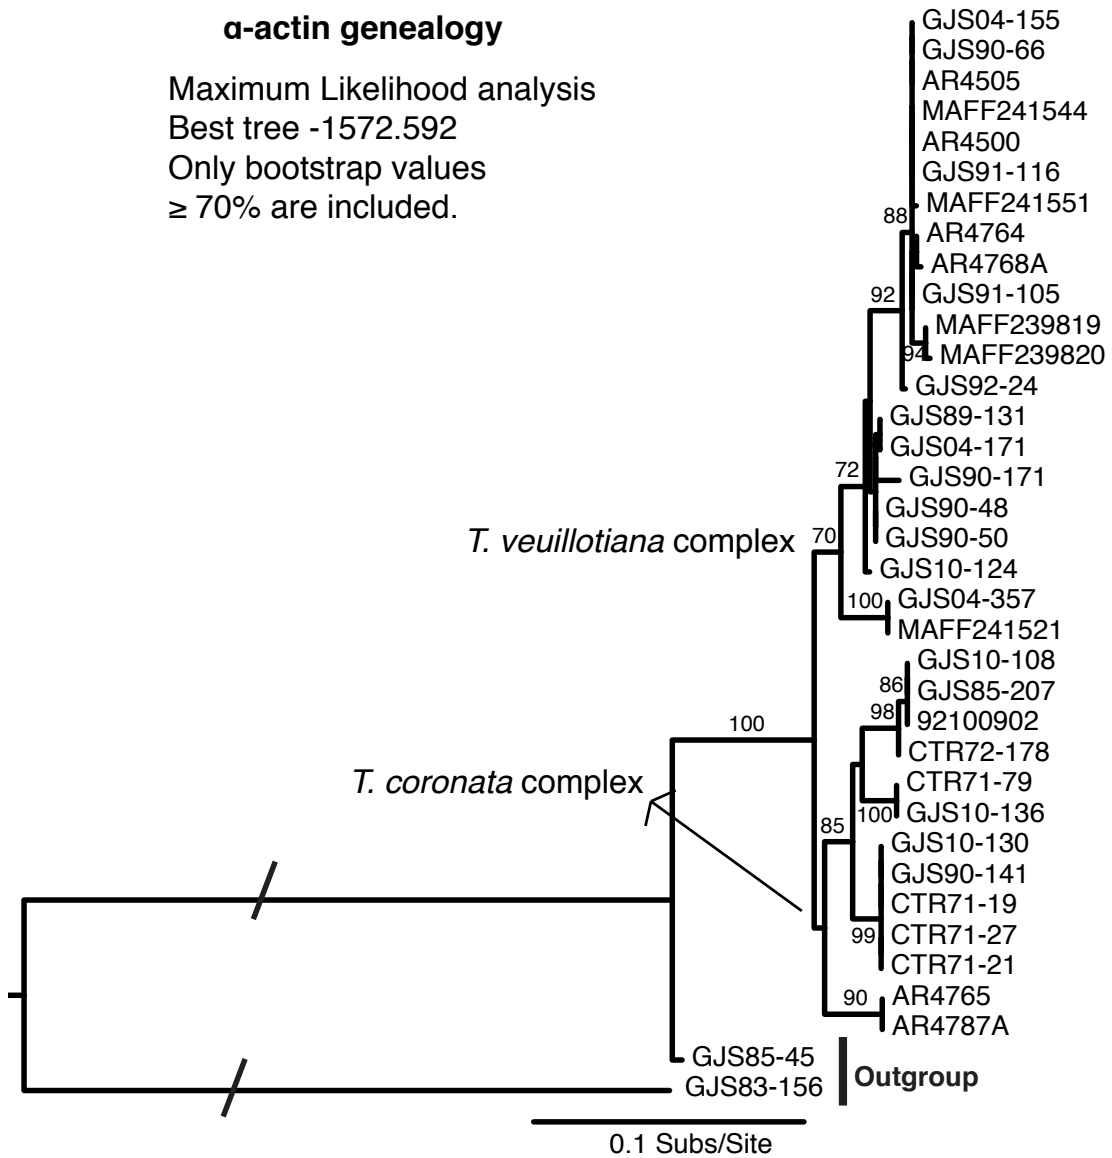 α-actin genealogy
Maximum Likelihood analysis
Best tree -1572.592
Only bootstrap values
≥ 70% are included.
GJS04-155
GJS90-66
AR4505
MAFF241544
AR4500
GJS91-116
MAFF241551
88
AR4764
AR4768A
92
GJS91-105
MAFF239819
94
MAFF239820
GJS92-24
GJS89-131
GJS04-171
72
GJS90-171
GJS90-48
70
T. veuillotiana complex
GJS90-50
GJS10-124
100
GJS04-357
MAFF241521
GJS10-108
86
GJS85-207
98
92100902
100
CTR72-178
T. coronata complex
CTR71-79
100
GJS10-136
85
GJS10-130
GJS90-141
CTR71-19
99
CTR71-27
CTR71-21
90
AR4765
AR4787A
GJS85-45
GJS83-156
Outgroup
0.1 Subs/Site